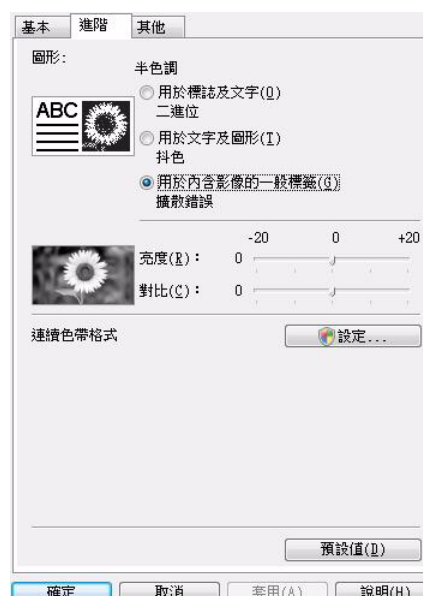 基本 進階 其他
圖形:
半色調
ABC
用於標誌及文字(O)
二進位
用於文字及圖形(I)
抖色
用於內含影像的一般標籤(G)
擴散錯誤
-20 0 +20
亮度(R): 0
對比(C): 0
連續色帶格式
設定...
預設值(D)
確定 取消 套用(A) 說明(H)